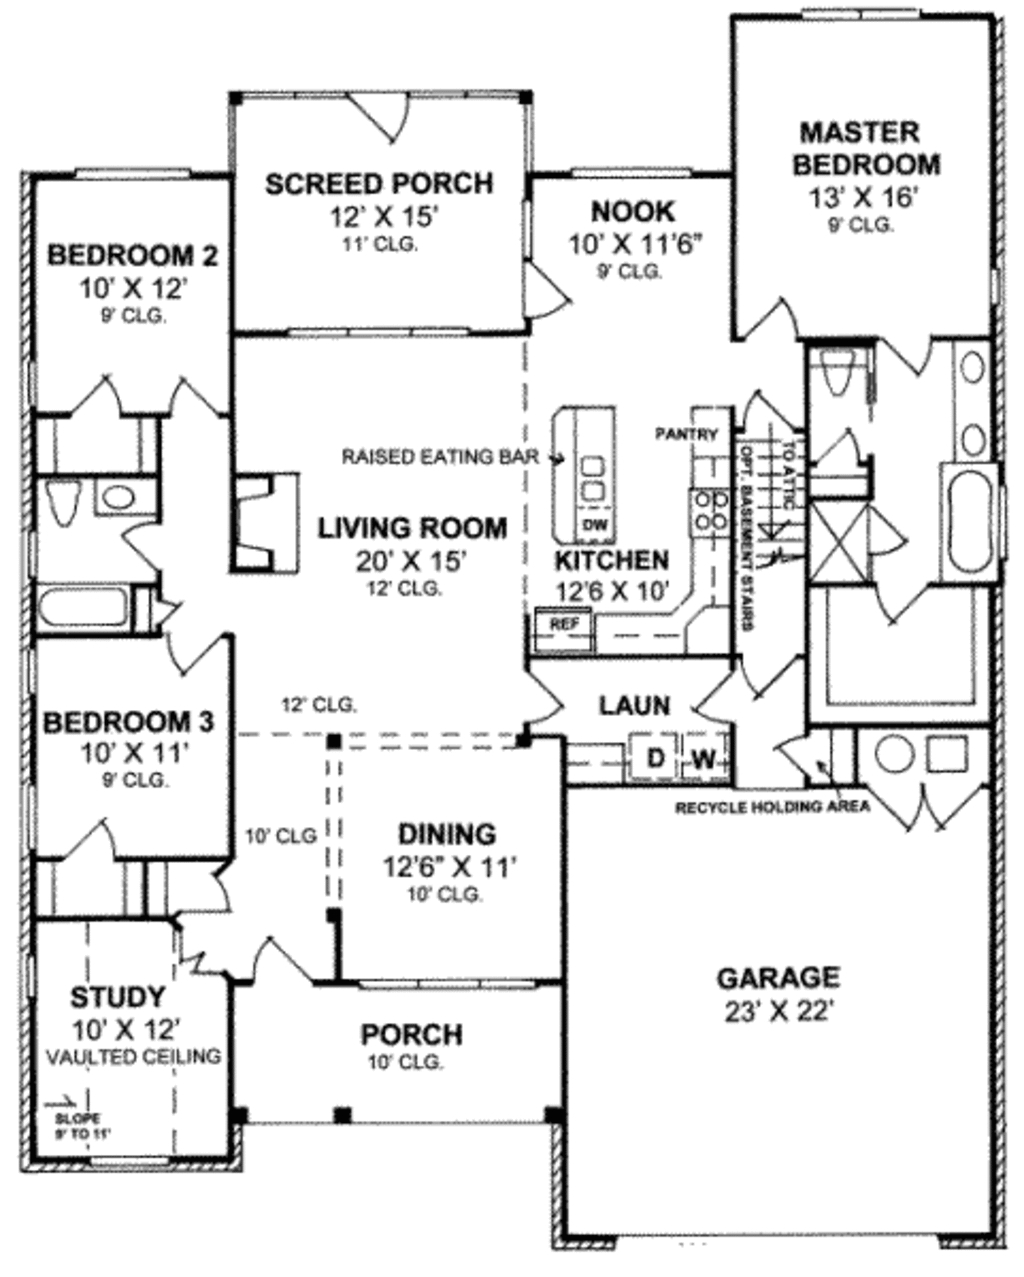 MASTER
BEDROOM
13' X 16'
9' CLG.
SCREED PORCH
12' X 15'
11' CLG.
NOOK
10' X 11'6"
9' CLG.
BEDROOM 2
10' X 12'
9' CLG.
PANTRY
RAISED EATING BAR
TO ATTIC
OPT. BASEMENT STAIRS
DW
LIVING ROOM
20' X 15'
12' CLG.
KITCHEN
12'6 X 10'
REF
LAUN
12' CLG.
BEDROOM 3
10' X 11'
9' CLG.
D
W
RECYCLE HOLDING AREA
10' CLG
DINING
12'6" X 11'
10' CLG.
GARAGE
23' X 22'
STUDY
10' X 12'
VAULTED CEILING
PORCH
10' CLG.
SLOPE
9' TO 11'